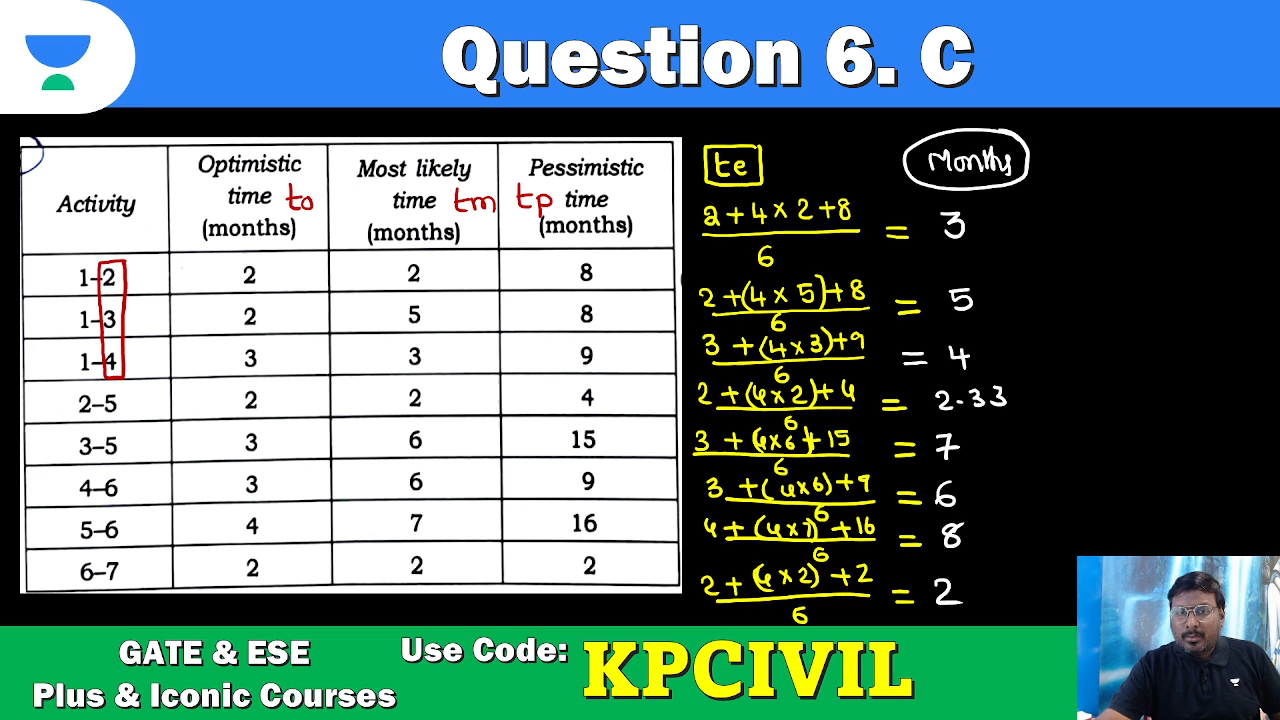 Question 6. C
Activity
Optimistic time to (months)
Most likely time tm (months)
Pessimistic tp time (months)
te
Months
1–2 2 2 8
2 + 4 × 2 + 8 / 6 = 3
1–3 2 5 8
2 + (4 × 5) + 8 / 6 = 5
1–4 3 3 9
3 + (4 × 3) + 9 / 6 = 4
2–5 2 2 4
2 + (4 × 2) + 4 / 6 = 2.33
3–5 3 6 15
3 + (4 × 6) + 15 / 6 = 7
4–6 3 6 9
3 + (4 × 6) + 9 / 6 = 6
5–6 4 7 16
4 + (4 × 7) + 16 / 6 = 8
6–7 2 2 2
2 + (4 × 2) + 2 / 6 = 2
GATE & ESE
Plus & Iconic Courses
Use Code: KPCIVIL